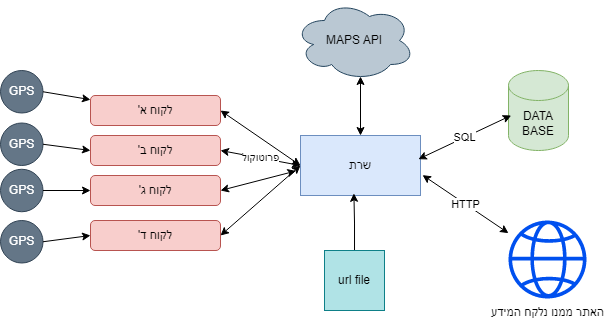 MAPS API
GPS
לקוח א'
GPS
לקוח ב'
GPS
לקוח ג'
GPS
לקוח ד'
פרוטוקול
שרת
SQL
DATA
BASE
HTTP
url file
האתר ממנו נלקח המידע